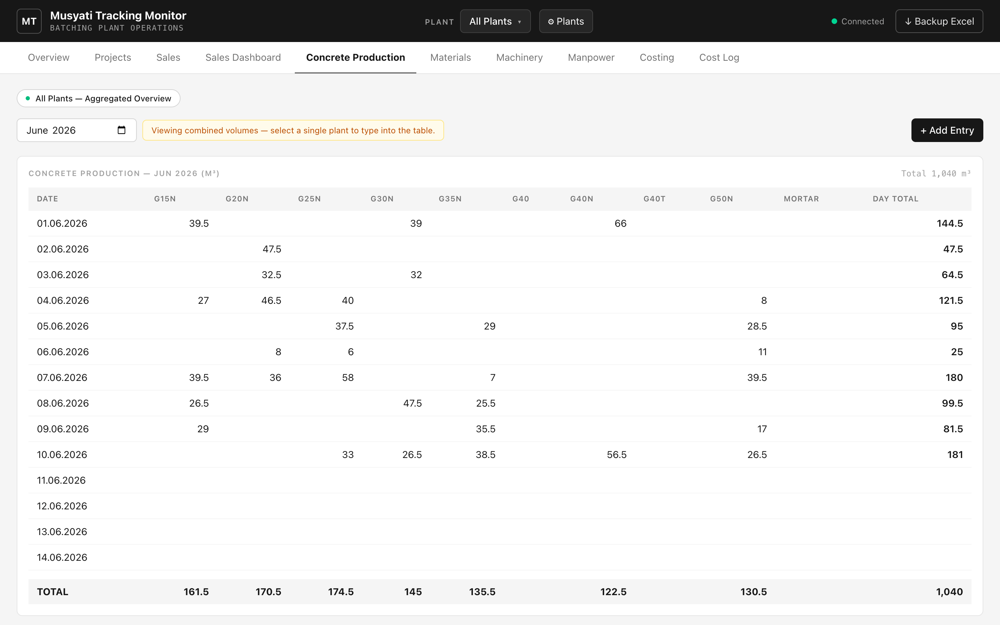 MT
Musyati Tracking Monitor
BATCHING PLANT OPERATIONS
PLANT All Plants ▾ ⚙ Plants
Connected ↓ Backup Excel
Overview Projects Sales Sales Dashboard Concrete Production Materials Machinery Manpower Costing Cost Log
All Plants — Aggregated Overview
June 2026 Viewing combined volumes — select a single plant to type into the table. + Add Entry
CONCRETE PRODUCTION — JUN 2026 (M³) Total 1,040 m³
DATE G15N G20N G25N G30N G35N G40 G40N G40T G50N MORTAR DAY TOTAL
01.06.2026 39.5 39 66 144.5
02.06.2026 47.5 47.5
03.06.2026 32.5 32 64.5
04.06.2026 27 46.5 40 8 121.5
05.06.2026 37.5 29 28.5 95
06.06.2026 8 6 11 25
07.06.2026 39.5 36 58 7 39.5 180
08.06.2026 26.5 47.5 25.5 99.5
09.06.2026 29 35.5 17 81.5
10.06.2026 33 26.5 38.5 56.5 26.5 181
11.06.2026
12.06.2026
13.06.2026
14.06.2026
TOTAL 161.5 170.5 174.5 145 135.5 122.5 130.5 1,040